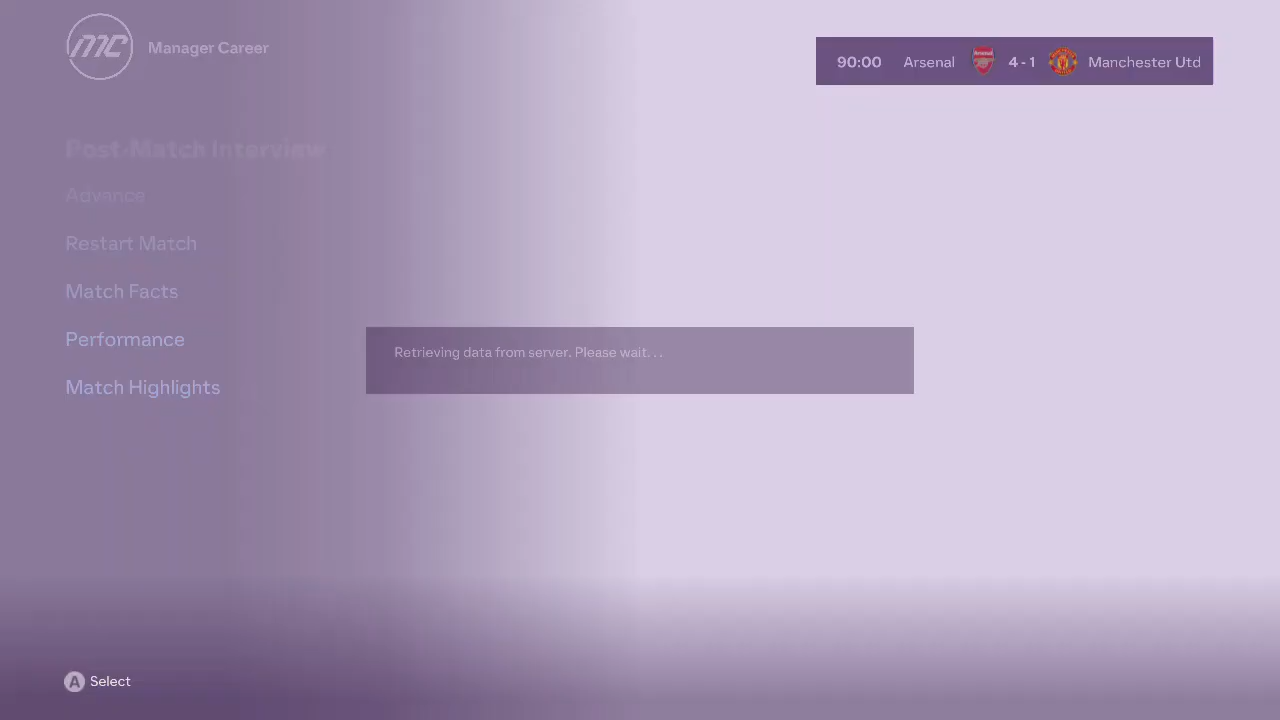 MC Manager Career
90:00 Arsenal Arsenal 4 - 1 Manchester Utd
Post-Match Interview
Advance
Restart Match
Match Facts
Performance
Match Highlights
Retrieving data from server. Please wait...
A Select